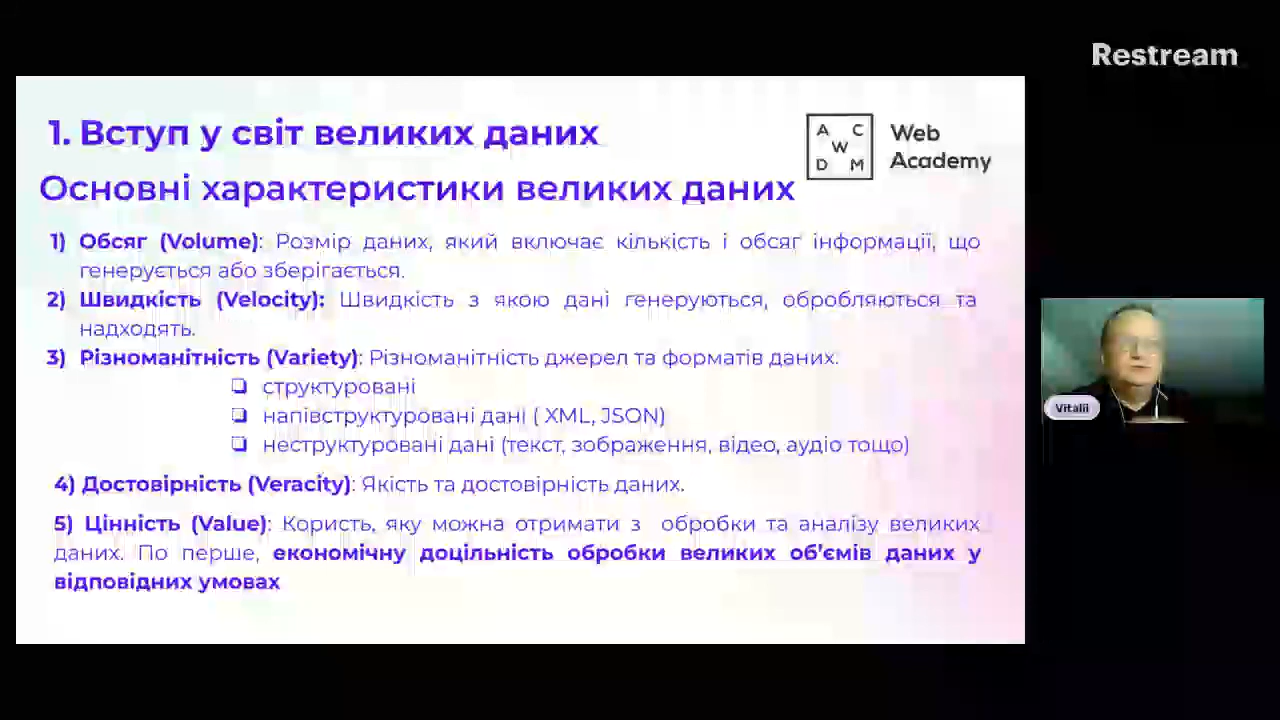 Restream
1. Вступ у світ великих даних
A C
W
D M
Web
Academy
Основні характеристики великих даних
1) Обсяг (Volume): Розмір даних, який включає кількість і обсяг інформації, що
генерується або зберігається.
2) Швидкість (Velocity): Швидкість з якою дані генеруються, обробляються та
надходять.
3) Різноманітність (Variety): Різноманітність джерел та форматів даних.
❏ структуровані
❏ напівструктуровані дані ( XML, JSON)
❏ неструктуровані дані (текст, зображення, відео, аудіо тощо)
4) Достовірність (Veracity): Якість та достовірність даних.
5) Цінність (Value): Користь, яку можна отримати з обробки та аналізу великих
даних. По перше, економічну доцільність обробки великих об'ємів даних у
відповідних умовах
Vitalii